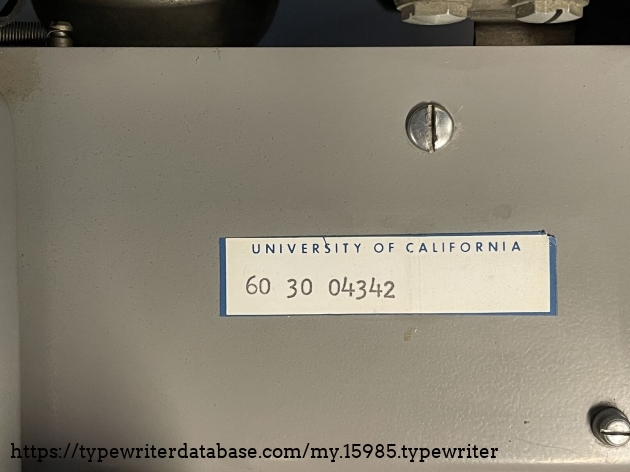 UNIVERSITY OF CALIFORNIA
60 30 04342
https://typewriterdatabase.com/my.15985.typewriter